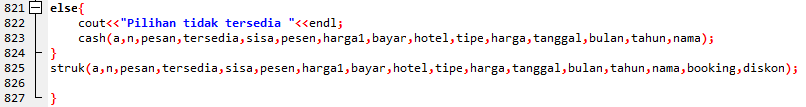 821 else{
822 cout<<"Pilihan tidak tersedia "<<endl;
823 cash(a,n,pesan,tersedia,sisa,pesen,harga1,bayar,hotel,tipe,harga,tanggal,bulan,tahun,nama);
824 }
825 struk(a,n,pesan,tersedia,sisa,pesen,harga1,bayar,hotel,tipe,harga,tanggal,bulan,tahun,nama,booking,diskon);
826
827 }